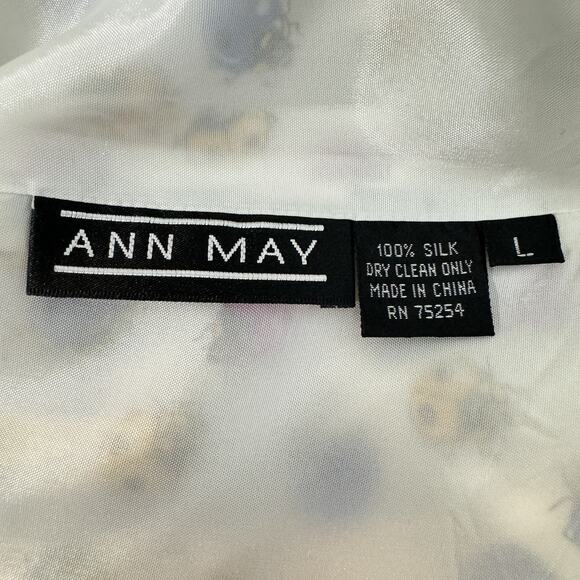 ANN MAY
100% SILK
DRY CLEAN ONLY
MADE IN CHINA
RN 75254
L